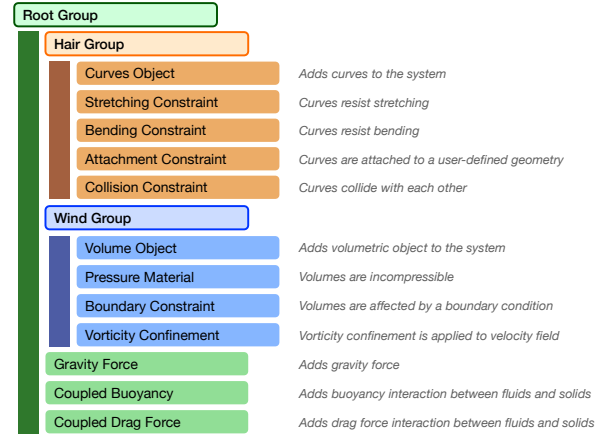 Root Group
Hair Group
Curves Object Adds curves to the system
Stretching Constraint Curves resist stretching
Bending Constraint Curves resist bending
Attachment Constraint Curves are attached to a user-defined geometry
Collision Constraint Curves collide with each other
Wind Group
Volume Object Adds volumetric object to the system
Pressure Material Volumes are incompressible
Boundary Constraint Volumes are affected by a boundary condition
Vorticity Confinement Vorticity confinement is applied to velocity field
Gravity Force Adds gravity force
Coupled Buoyancy Adds buoyancy interaction between fluids and solids
Coupled Drag Force Adds drag force interaction between fluids and solids